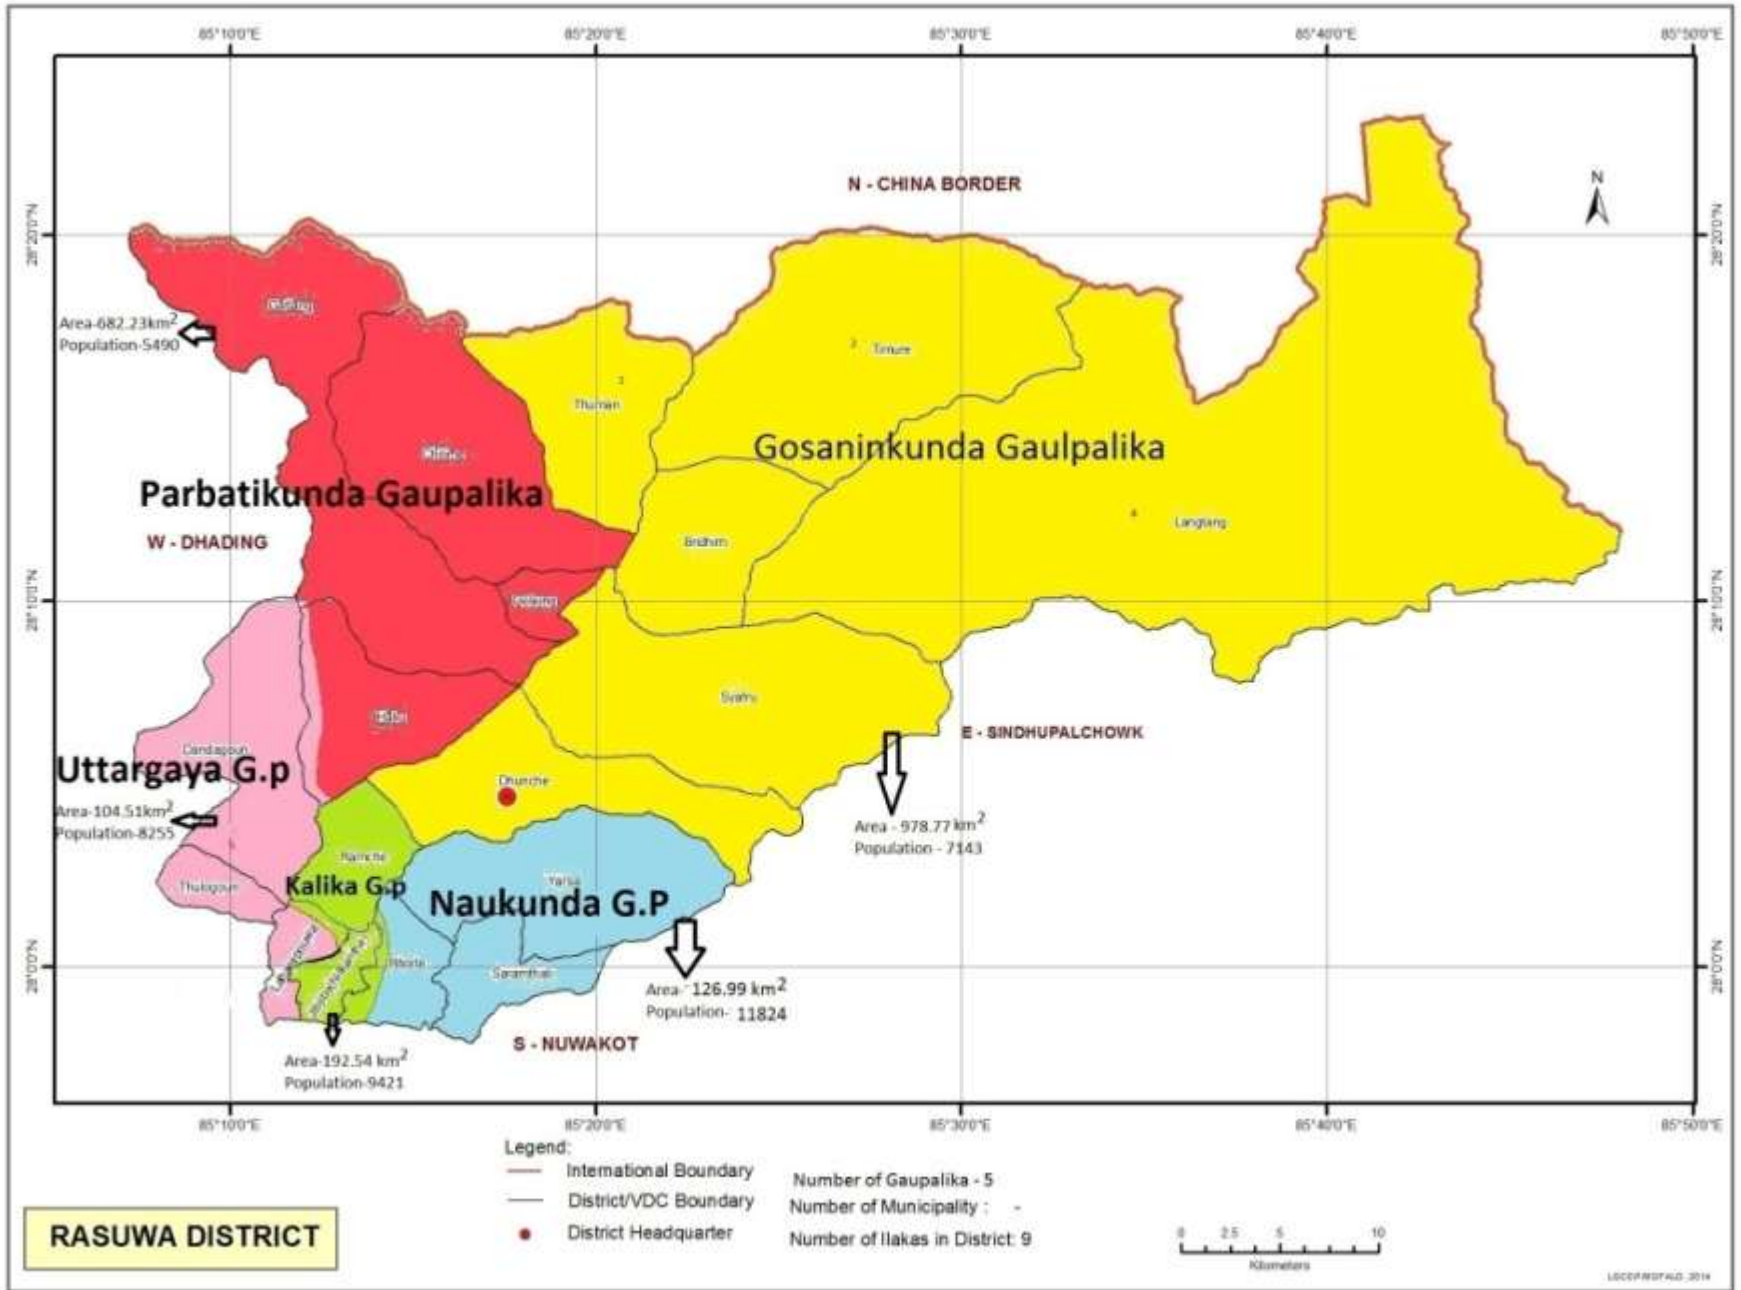 85°10'0"E 85°20'0"E 85°30'0"E 85°40'0"E 85°50'0"E
N - CHINA BORDER
N
28°20'0"N 28°20'0"N
Area-682.23km²
Population-5490
Timure
Thuman
Gosaninkunda Gaulpalika
Parbatikunda Gaupalika
W - DHADING
4
Langtang
Bridhim
28°10'0"N 28°10'0"N
Syafru
E - SINDHUPALCHOWK
Dandagoun
Uttargaya G.p
Dhunche
Area-104.51km²
Population-8255
Area - 978.77 km²
Population - 7143
Ramche
Thulogoun
Kalika G.p
Yarsa
Naukunda G.P
Saramthali
28°0'0"N 28°0'0"N
Area- 126.99 km²
Population- 11824
S - NUWAKOT
Area-192.54 km²
Population-9421
85°10'0"E 85°20'0"E 85°30'0"E 85°40'0"E 85°50'0"E
Legend:
International Boundary
District/VDC Boundary
District Headquarter
Number of Gaupalika - 5
Number of Municipality : -
Number of Ilakas in District: 9
RASUWA DISTRICT
0 2.5 5 10
Kilometers